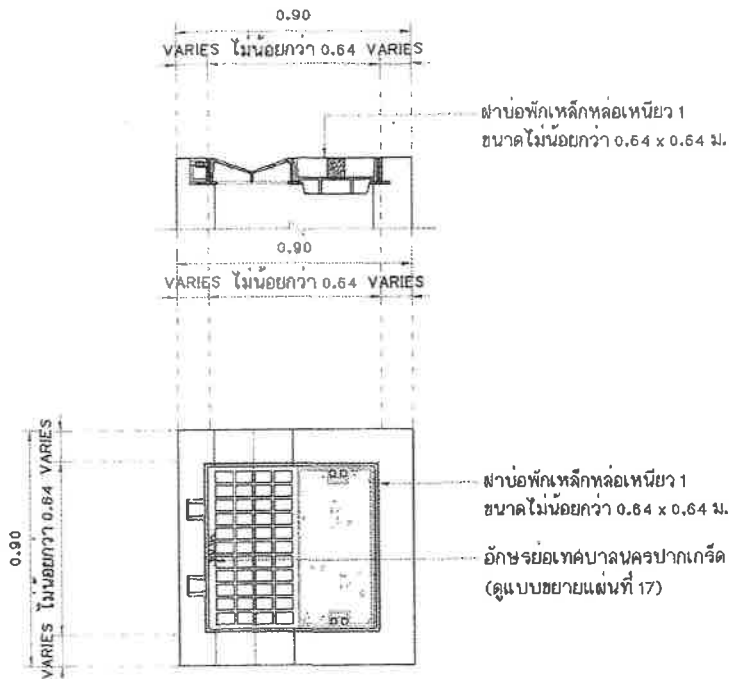 0.90
VARIES ไม่น้อยกว่า 0.64 VARIES
ฝาบ่อพักเหล็กหล่อเหนียว 1
ขนาดไม่น้อยกว่า 0.64 x 0.64 ม.
0.90
VARIES ไม่น้อยกว่า 0.64 VARIES
0.90
VARIES ไม่น้อยกว่า 0.64 VARIES
ฝาบ่อพักเหล็กหล่อเหนียว 1
ขนาดไม่น้อยกว่า 0.64 x 0.64 ม.
อักษรย่อเทศบาลนครปากเกร็ด
(ดูแบบขยายแผ่นที่ 17)